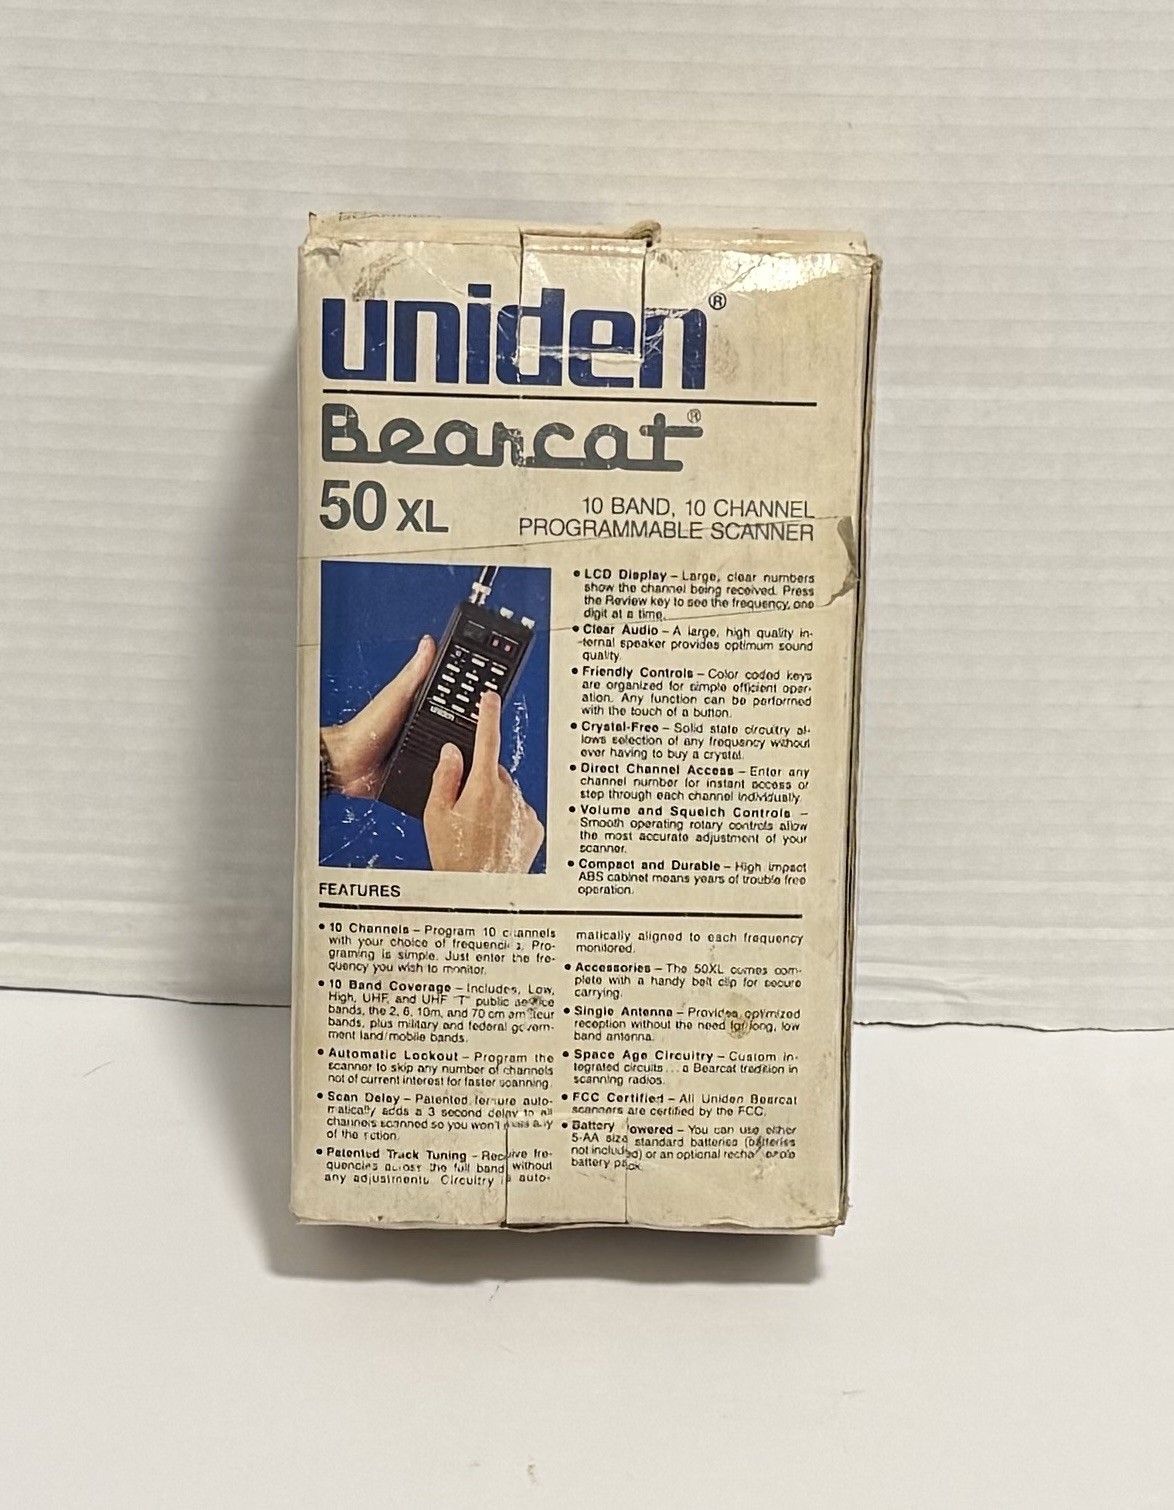 uniden®
Bearcat®
50 XL
10 BAND, 10 CHANNEL
PROGRAMMABLE SCANNER
uniden
• LCD Display – Large, clear numbers
show the channel being received. Press
the Review key to see the frequency, one
digit at a time.
• Clear Audio – A large, high quality in-
ternal speaker provides optimum sound
quality.
• Friendly Controls – Color coded keys
are organized for simple efficient oper-
ation. Any function can be performed
with the touch of a button.
• Crystal-Free – Solid state circuitry al-
lows selection of any frequency without
ever having to buy a crystal.
• Direct Channel Access – Enter any
channel number for instant access or
step through each channel individually.
• Volume and Squelch Controls –
Smooth operating rotary controls allow
the most accurate adjustment of your
scanner.
• Compact and Durable – High impact
ABS cabinet means years of trouble free
operation.
FEATURES
• 10 Channels – Program 10 channels
with your choice of frequencies. Pro-
graming is simple. Just enter the fre-
quency you wish to monitor.
• 10 Band Coverage – Includes, Low,
High, UHF, and UHF "T" public service
bands, the 2, 6, 10m, and 70 cm amateur
bands, plus military and federal govern-
ment land/mobile bands.
• Automatic Lockout – Program the
scanner to skip any number of channels
not of current interest for faster scanning.
• Scan Delay – Patented feature auto-
matically adds a 3 second delay to all
channels scanned so you won't miss any
of the action.
• Patented Track Tuning – Receive fre-
quencies across the full band without
any adjustments. Circuitry is auto-
matically aligned to each frequency
monitored.
• Accessories – The 50XL comes com-
plete with a handy belt clip for secure
carrying.
• Single Antenna – Provides optimized
reception without the need for long, low
band antenna.
• Space Age Circuitry – Custom in-
tegrated circuits . . . a Bearcat tradition in
scanning radios.
• FCC Certified – All Uniden Bearcat
scanners are certified by the FCC.
• Battery Powered – You can use either
5-AA size standard batteries (batteries
not included) or an optional rechargeable
battery pack.